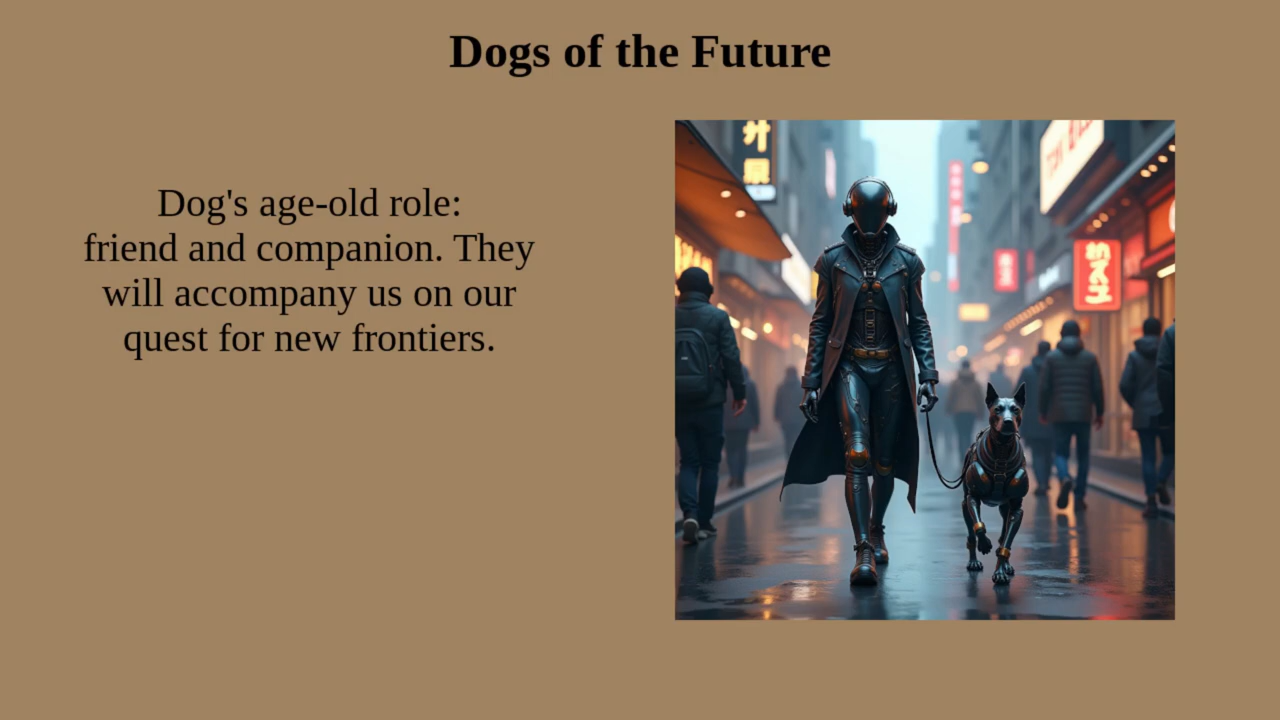 Dogs of the Future
Dog's age-old role:
friend and companion. They
will accompany us on our
quest for new frontiers.